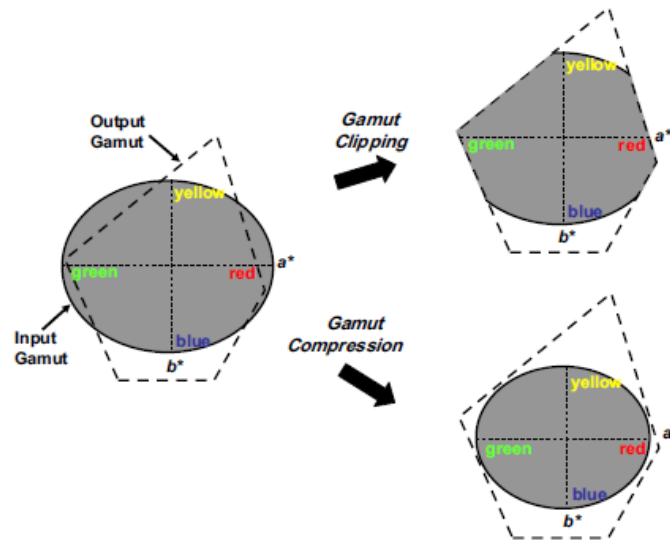 Output
Gamut
yellow
green
red
a*
blue
b*
Input
Gamut
Gamut
Clipping
yellow
green
red
a*
blue
b*
Gamut
Compression
yellow
green
red
a
blue
b*